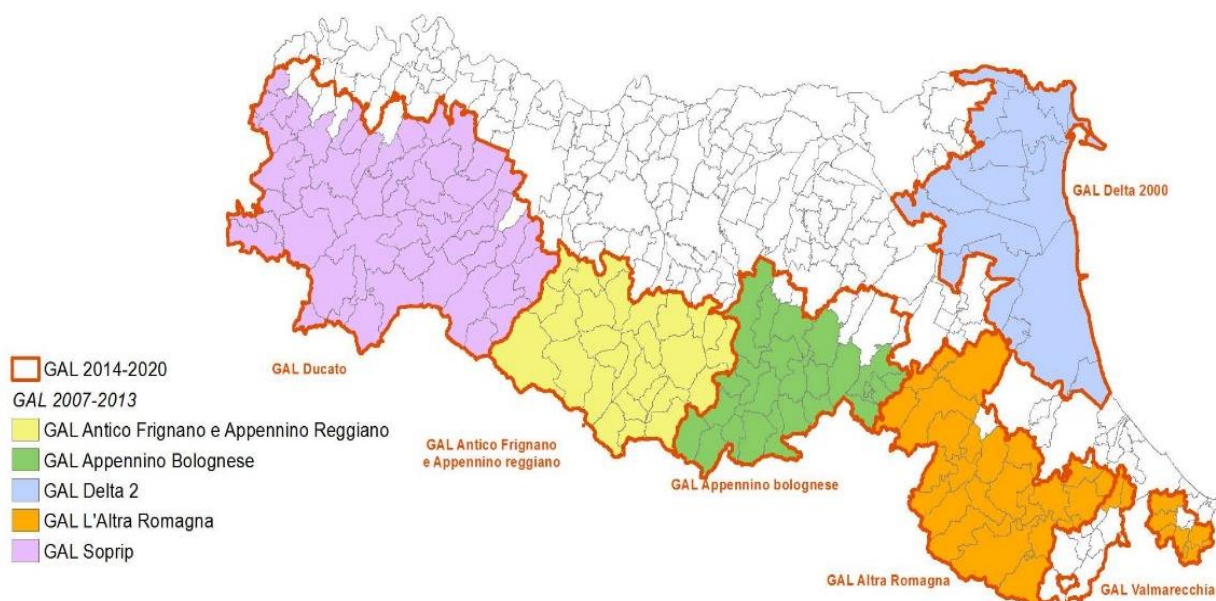 GAL Delta 2000
GAL Ducato
GAL 2014-2020
GAL 2007-2013
GAL Antico Frignano e Appennino Reggiano
GAL Appennino Bolognese
GAL Delta 2
GAL L'Altra Romagna
GAL Soprip
GAL Antico Frignano
e Appennino reggiano
GAL Appennino bolognese
GAL Altra Romagna
GAL Valmarecchia